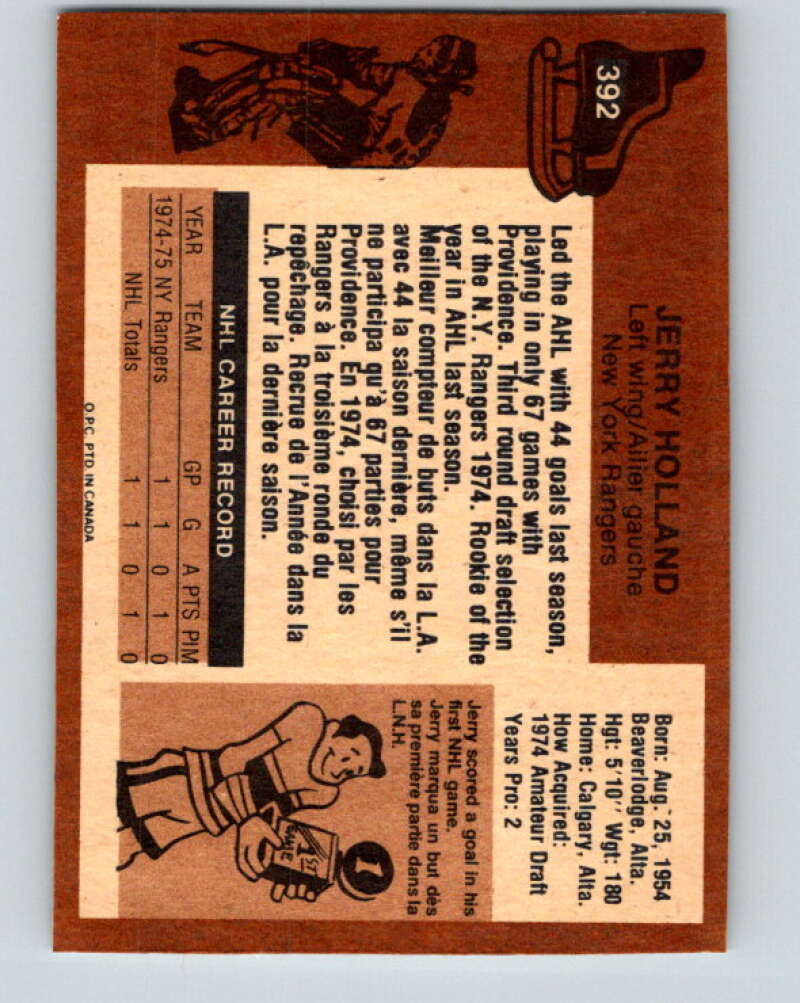 392
JERRY HOLLAND
Left wing/Ailier gauche
New York Rangers
Led the AHL with 44 goals last season,
playing in only 67 games with
Providence. Third round draft selection
of the N.Y. Rangers 1974. Rookie of the
year in AHL last season.
Meilleur compteur de buts dans la L.A.
avec 44 la saison dernière, même s'il
ne participa qu'à 67 parties pour
Providence. En 1974, choisi par les
Rangers à la troisième ronde du
repêchage. Recrue de l'Année dans la
L.A. pour la dernière saison.
NHL CAREER RECORD
YEAR TEAM GP G A PTS PIM
1974-75 NY Rangers 1 1 0 1 0
NHL Totals 1 1 0 1 0
O.P.C. PTD. IN CANADA
Born: Aug. 25, 1954
Beaverlodge, Alta.
Hgt: 5'10" Wgt: 180
Home: Calgary, Alta.
How Acquired:
1974 Amateur Draft
Years Pro: 2
Jerry scored a goal in his
first NHL game.
Jerry marqua un but dès
sa première partie dans la
L.N.H.
1
1ST
GAME